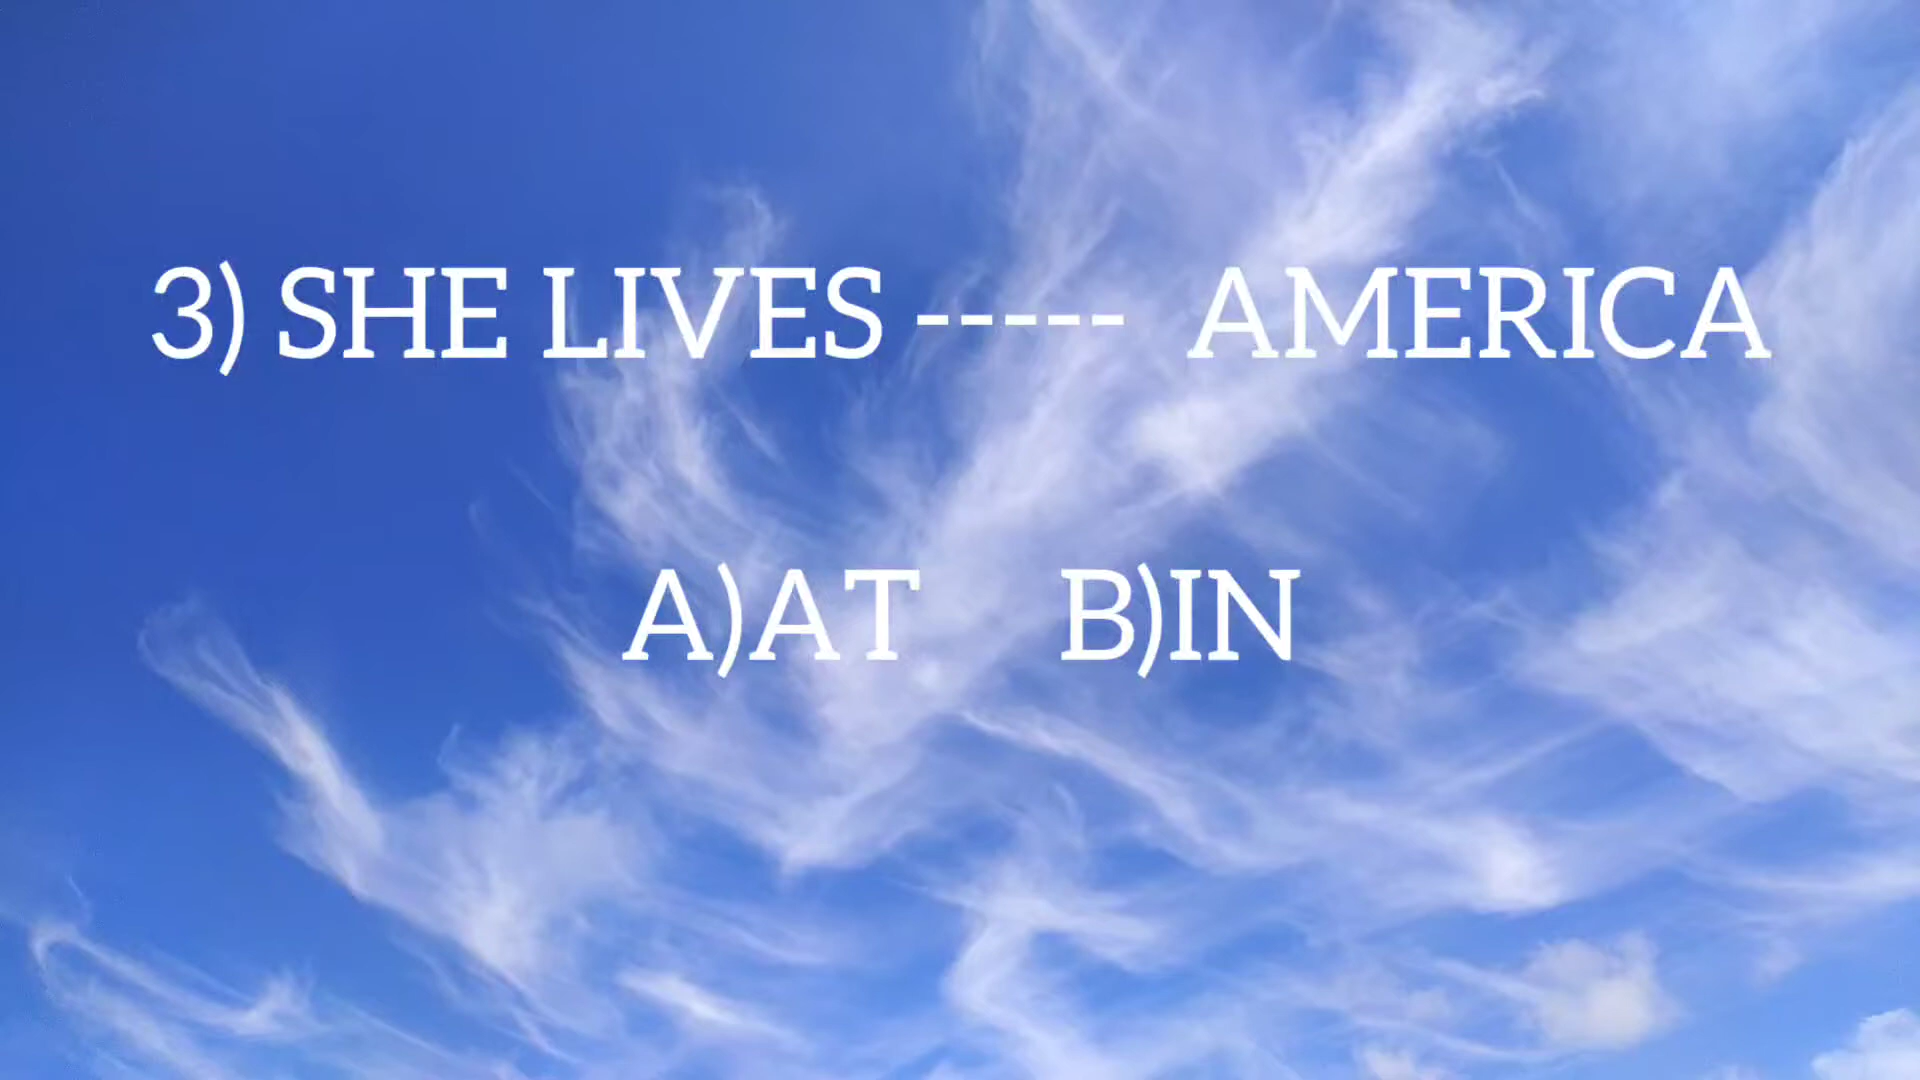 3) SHE LIVES ----- AMERICA
A)AT B)IN